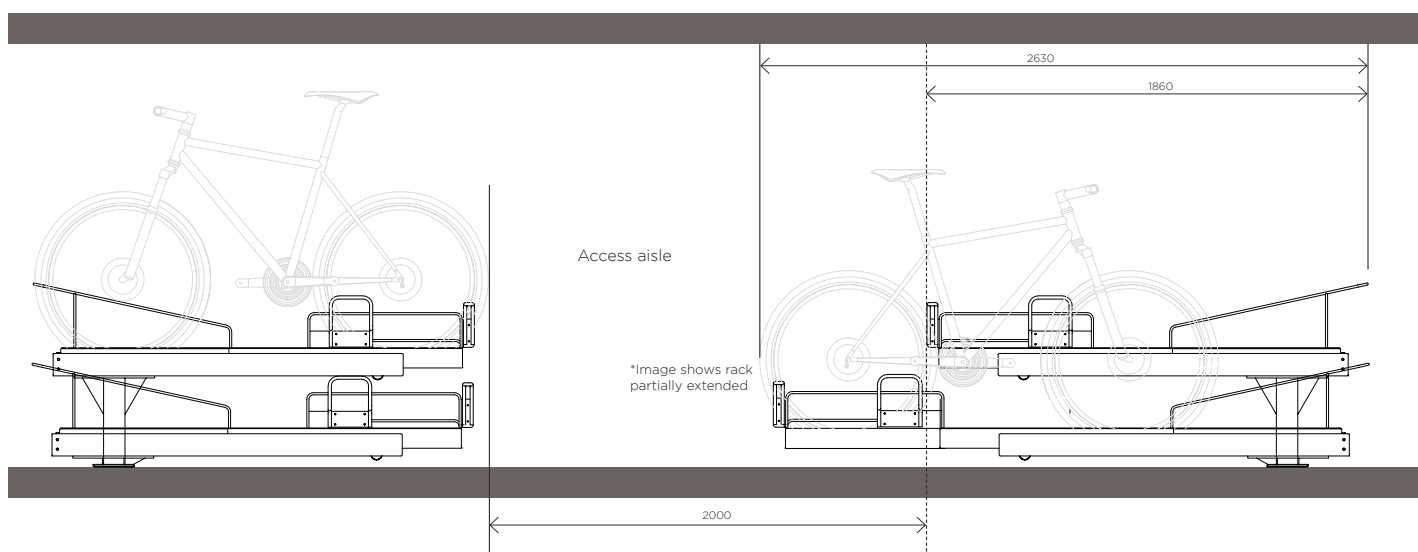 2630
1860
Access aisle
*Image shows rack
partially extended
2000